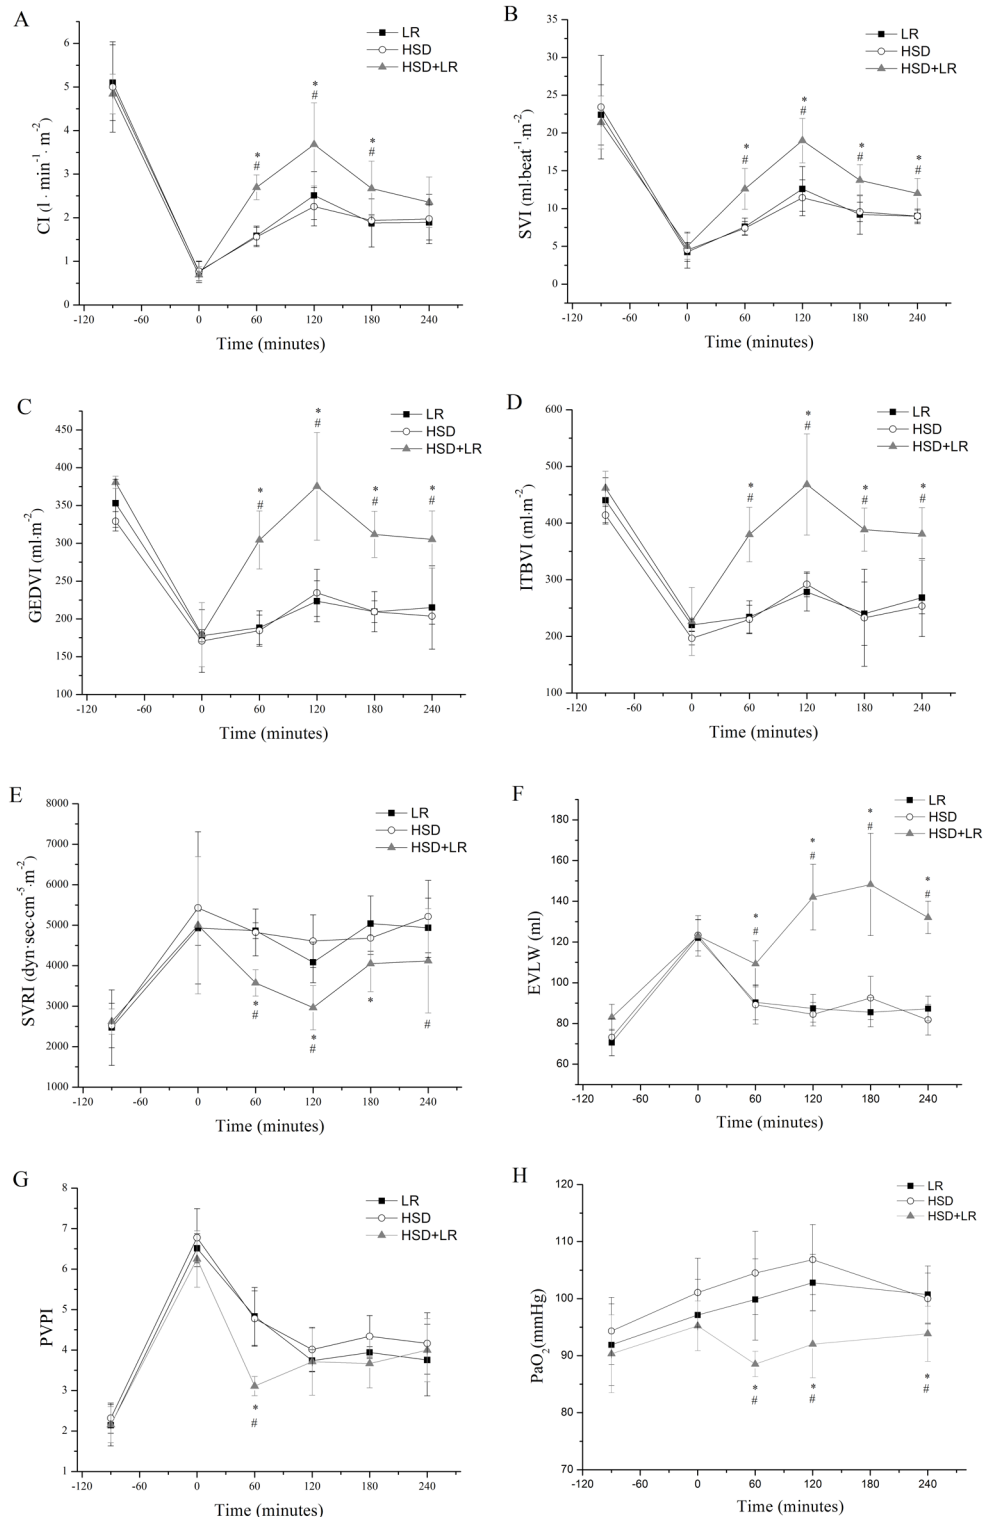 A
LR
HSD
HSD+LR
CI (l · min⁻¹ · m⁻²)
6
5
4
3
2
1
0
* * *
# # #
-120 -60 0 60 120 180 240
Time (minutes)
B
LR
HSD
HSD+LR
SVI (ml·beat⁻¹·m⁻²)
35
30
25
20
15
10
5
0
* * * *
# # # #
-120 -60 0 60 120 180 240
Time (minutes)
C
LR
HSD
HSD+LR
GEDVI (ml·m⁻²)
450
400
350
300
250
200
150
100
* * * *
# # # #
-120 -60 0 60 120 180 240
Time (minutes)
D
LR
HSD
HSD+LR
ITBVI (ml·m⁻²)
600
500
400
300
200
100
* * * *
# # # #
-120 -60 0 60 120 180 240
Time (minutes)
E
LR
HSD
HSD+LR
SVRI (dyn·sec·cm⁻⁵·m⁻²)
8000
7000
6000
5000
4000
3000
2000
1000
* * *
# # #
-120 -60 0 60 120 180 240
Time (minutes)
F
LR
HSD
HSD+LR
EVLW (ml)
180
160
140
120
100
80
60
* * * *
# # # #
-120 -60 0 60 120 180 240
Time (minutes)
G
LR
HSD
HSD+LR
PVPI
8
7
6
5
4
3
2
1
*
#
-120 -60 0 60 120 180 240
Time (minutes)
H
LR
HSD
HSD+LR
PaO₂(mmHg)
120
110
100
90
80
70
* * *
# # #
-120 -60 0 60 120 180 240
Time (minutes)